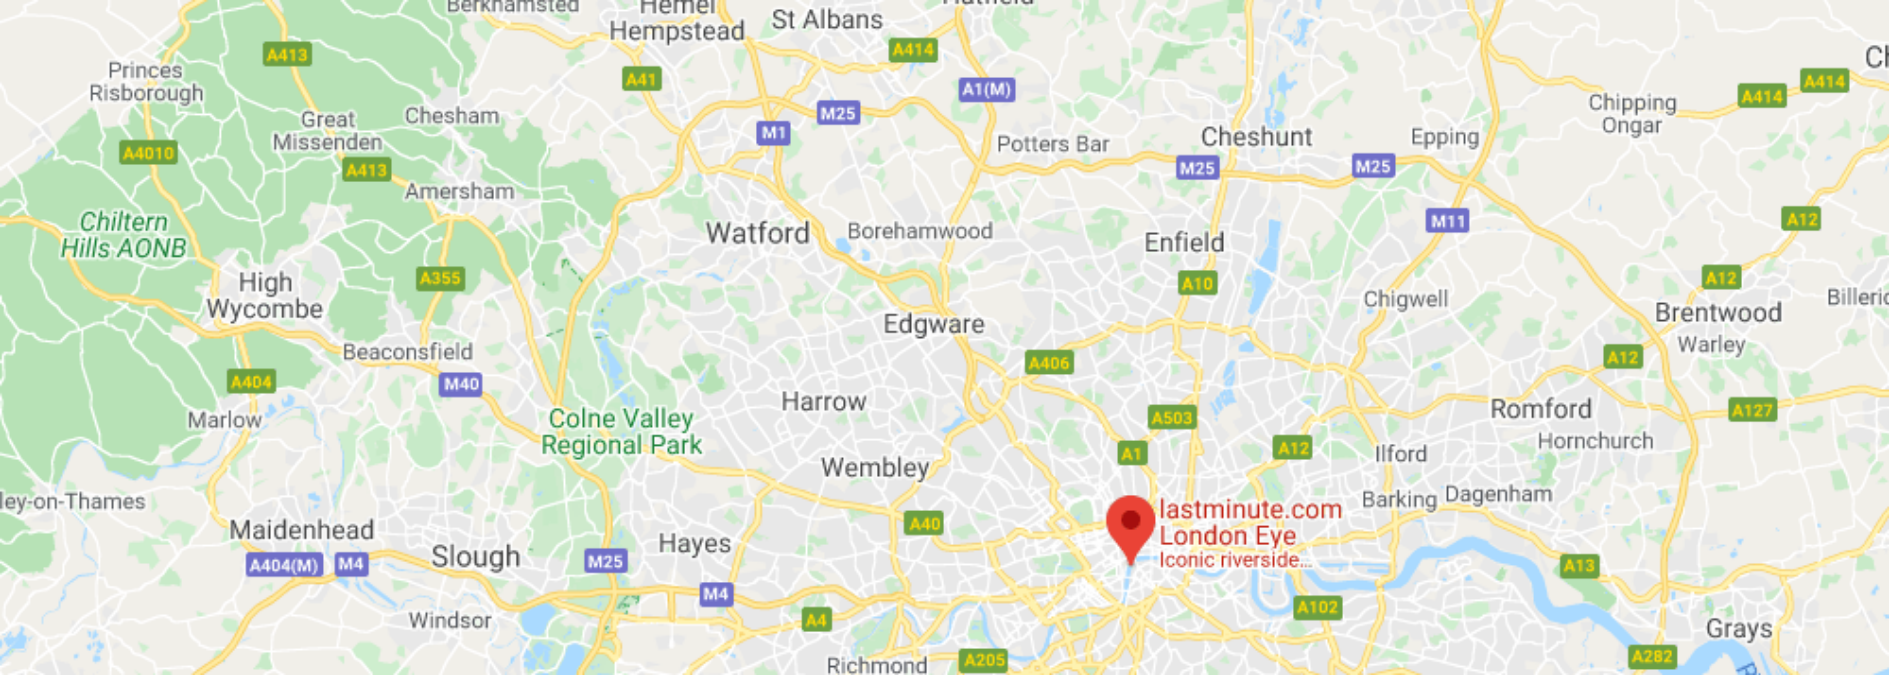 Berkhamsted
Hemel
Hempstead
St Albans
Hatfield
A413
A414
A41
Princes
Risborough
A1(M)
A414
A414
Chesham
M25
Chipping
Ongar
Great
Missenden
M1
Potters Bar
Cheshunt
Epping
A4010
A413
M25
M25
Amersham
Chiltern
Hills AONB
Watford
Borehamwood
Enfield
M11
A12
High
Wycombe
A355
A10
Chigwell
A12
Brentwood
Billeric
Edgware
Warley
Beaconsfield
A406
A12
A404
M40
Harrow
Marlow
Colne Valley
Regional Park
A503
Romford
A127
Hornchurch
A1
A12
Ilford
Wembley
ley-on-Thames
Barking
Dagenham
Maidenhead
A40
lastminute.com
London Eye
Iconic riverside...
A404(M)
M4
Slough
M25
Hayes
A13
M4
A102
Windsor
A4
Grays
Richmond
A205
A282